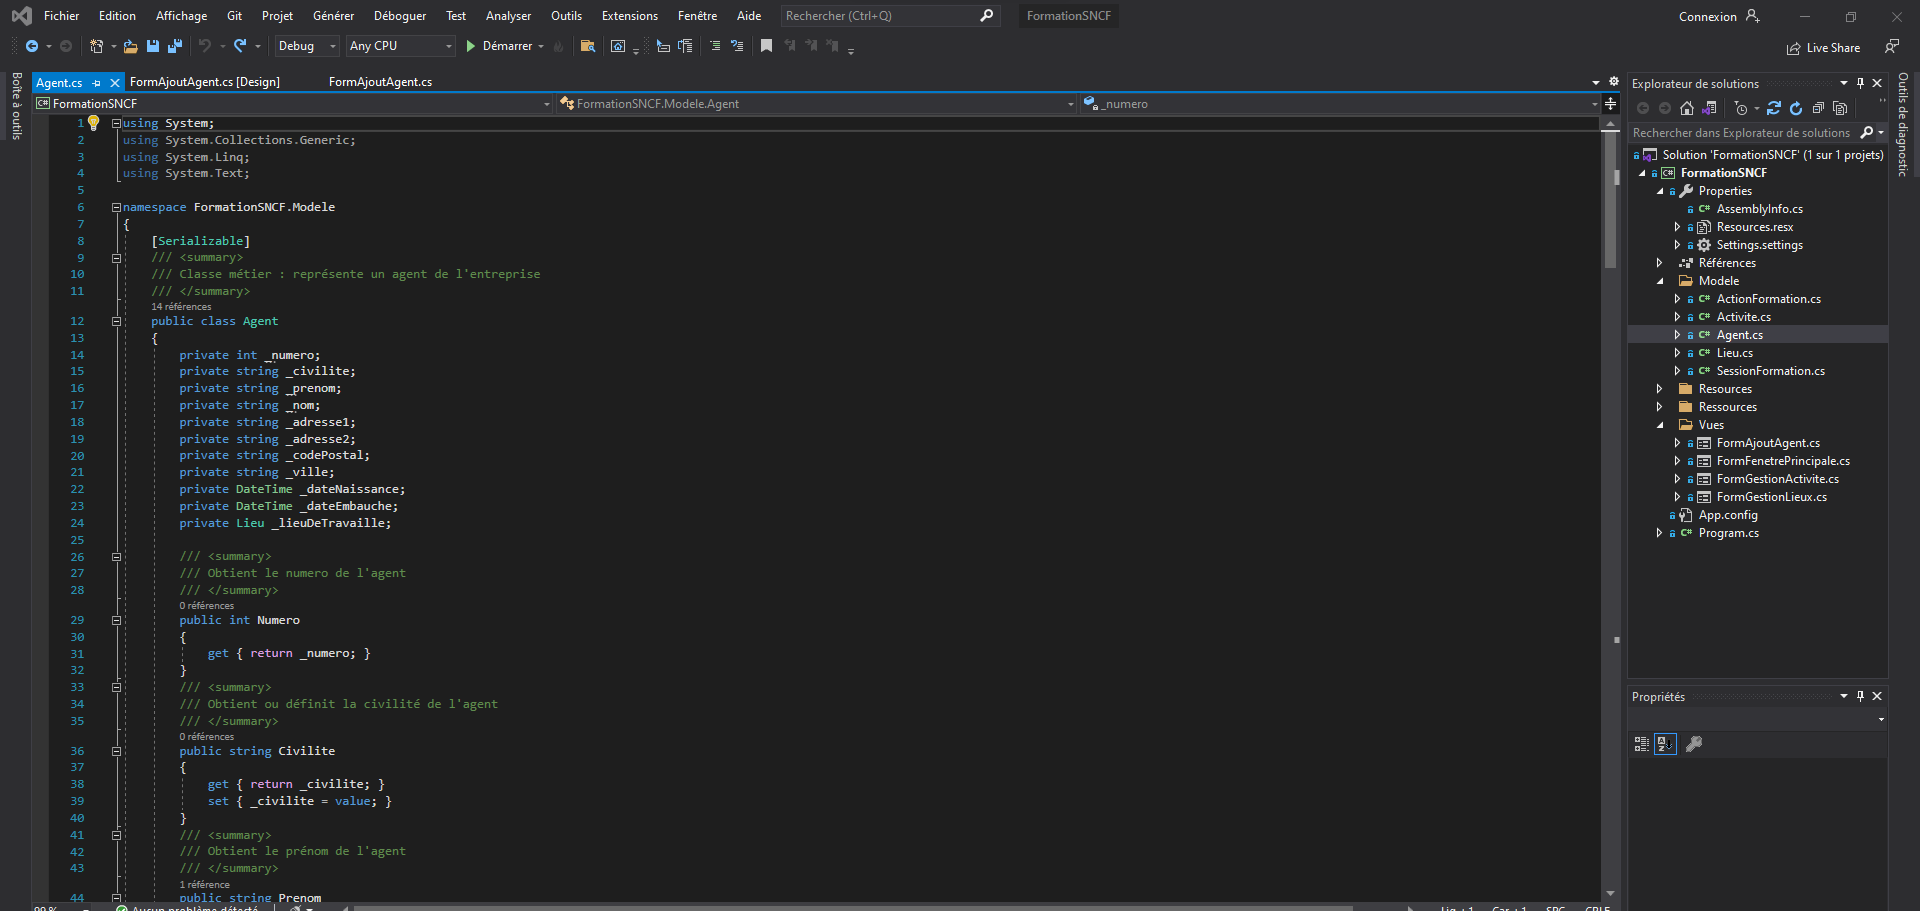 Fichier Edition Affichage Git Projet Générer Déboguer Test Analyser Outils Extensions Fenêtre Aide Rechercher (Ctrl+Q) FormationSNCF Connexion
Debug Any CPU Démarrer Live Share
Boîte à outils
Agent.cs FormAjoutAgent.cs [Design] FormAjoutAgent.cs
FormationSNCF FormationSNCF.Modele.Agent _numero
1 using System;
2 using System.Collections.Generic;
3 using System.Linq;
4 using System.Text;
5
6 namespace FormationSNCF.Modele
7 {
8 [Serializable]
9 /// <summary>
10 /// Classe métier : représente un agent de l'entreprise
11 /// </summary>
14 références
12 public class Agent
13 {
14 private int _numero;
15 private string _civilite;
16 private string _prenom;
17 private string _nom;
18 private string _adresse1;
19 private string _adresse2;
20 private string _codePostal;
21 private string _ville;
22 private DateTime _dateNaissance;
23 private DateTime _dateEmbauche;
24 private Lieu _lieuDeTravaille;
25
26 /// <summary>
27 /// Obtient le numero de l'agent
28 /// </summary>
0 références
29 public int Numero
30 {
31 get { return _numero; }
32 }
33 /// <summary>
34 /// Obtient ou définit la civilité de l'agent
35 /// </summary>
0 références
36 public string Civilite
37 {
38 get { return _civilite; }
39 set { _civilite = value; }
40 }
41 /// <summary>
42 /// Obtient le prénom de l'agent
43 /// </summary>
1 référence
44 public string Prenom
99 % Aucun problème détecté Lig : 1 Car : 1 SPC CRLF
Explorateur de solutions
Rechercher dans Explorateur de solutions
Solution 'FormationSNCF' (1 sur 1 projets)
FormationSNCF
Properties
AssemblyInfo.cs
Resources.resx
Settings.settings
Références
Modele
ActionFormation.cs
Activite.cs
Agent.cs
Lieu.cs
SessionFormation.cs
Resources
Ressources
Vues
FormAjoutAgent.cs
FormFenetrePrincipale.cs
FormGestionActivite.cs
FormGestionLieux.cs
App.config
Program.cs
Propriétés
Outils de diagnostic